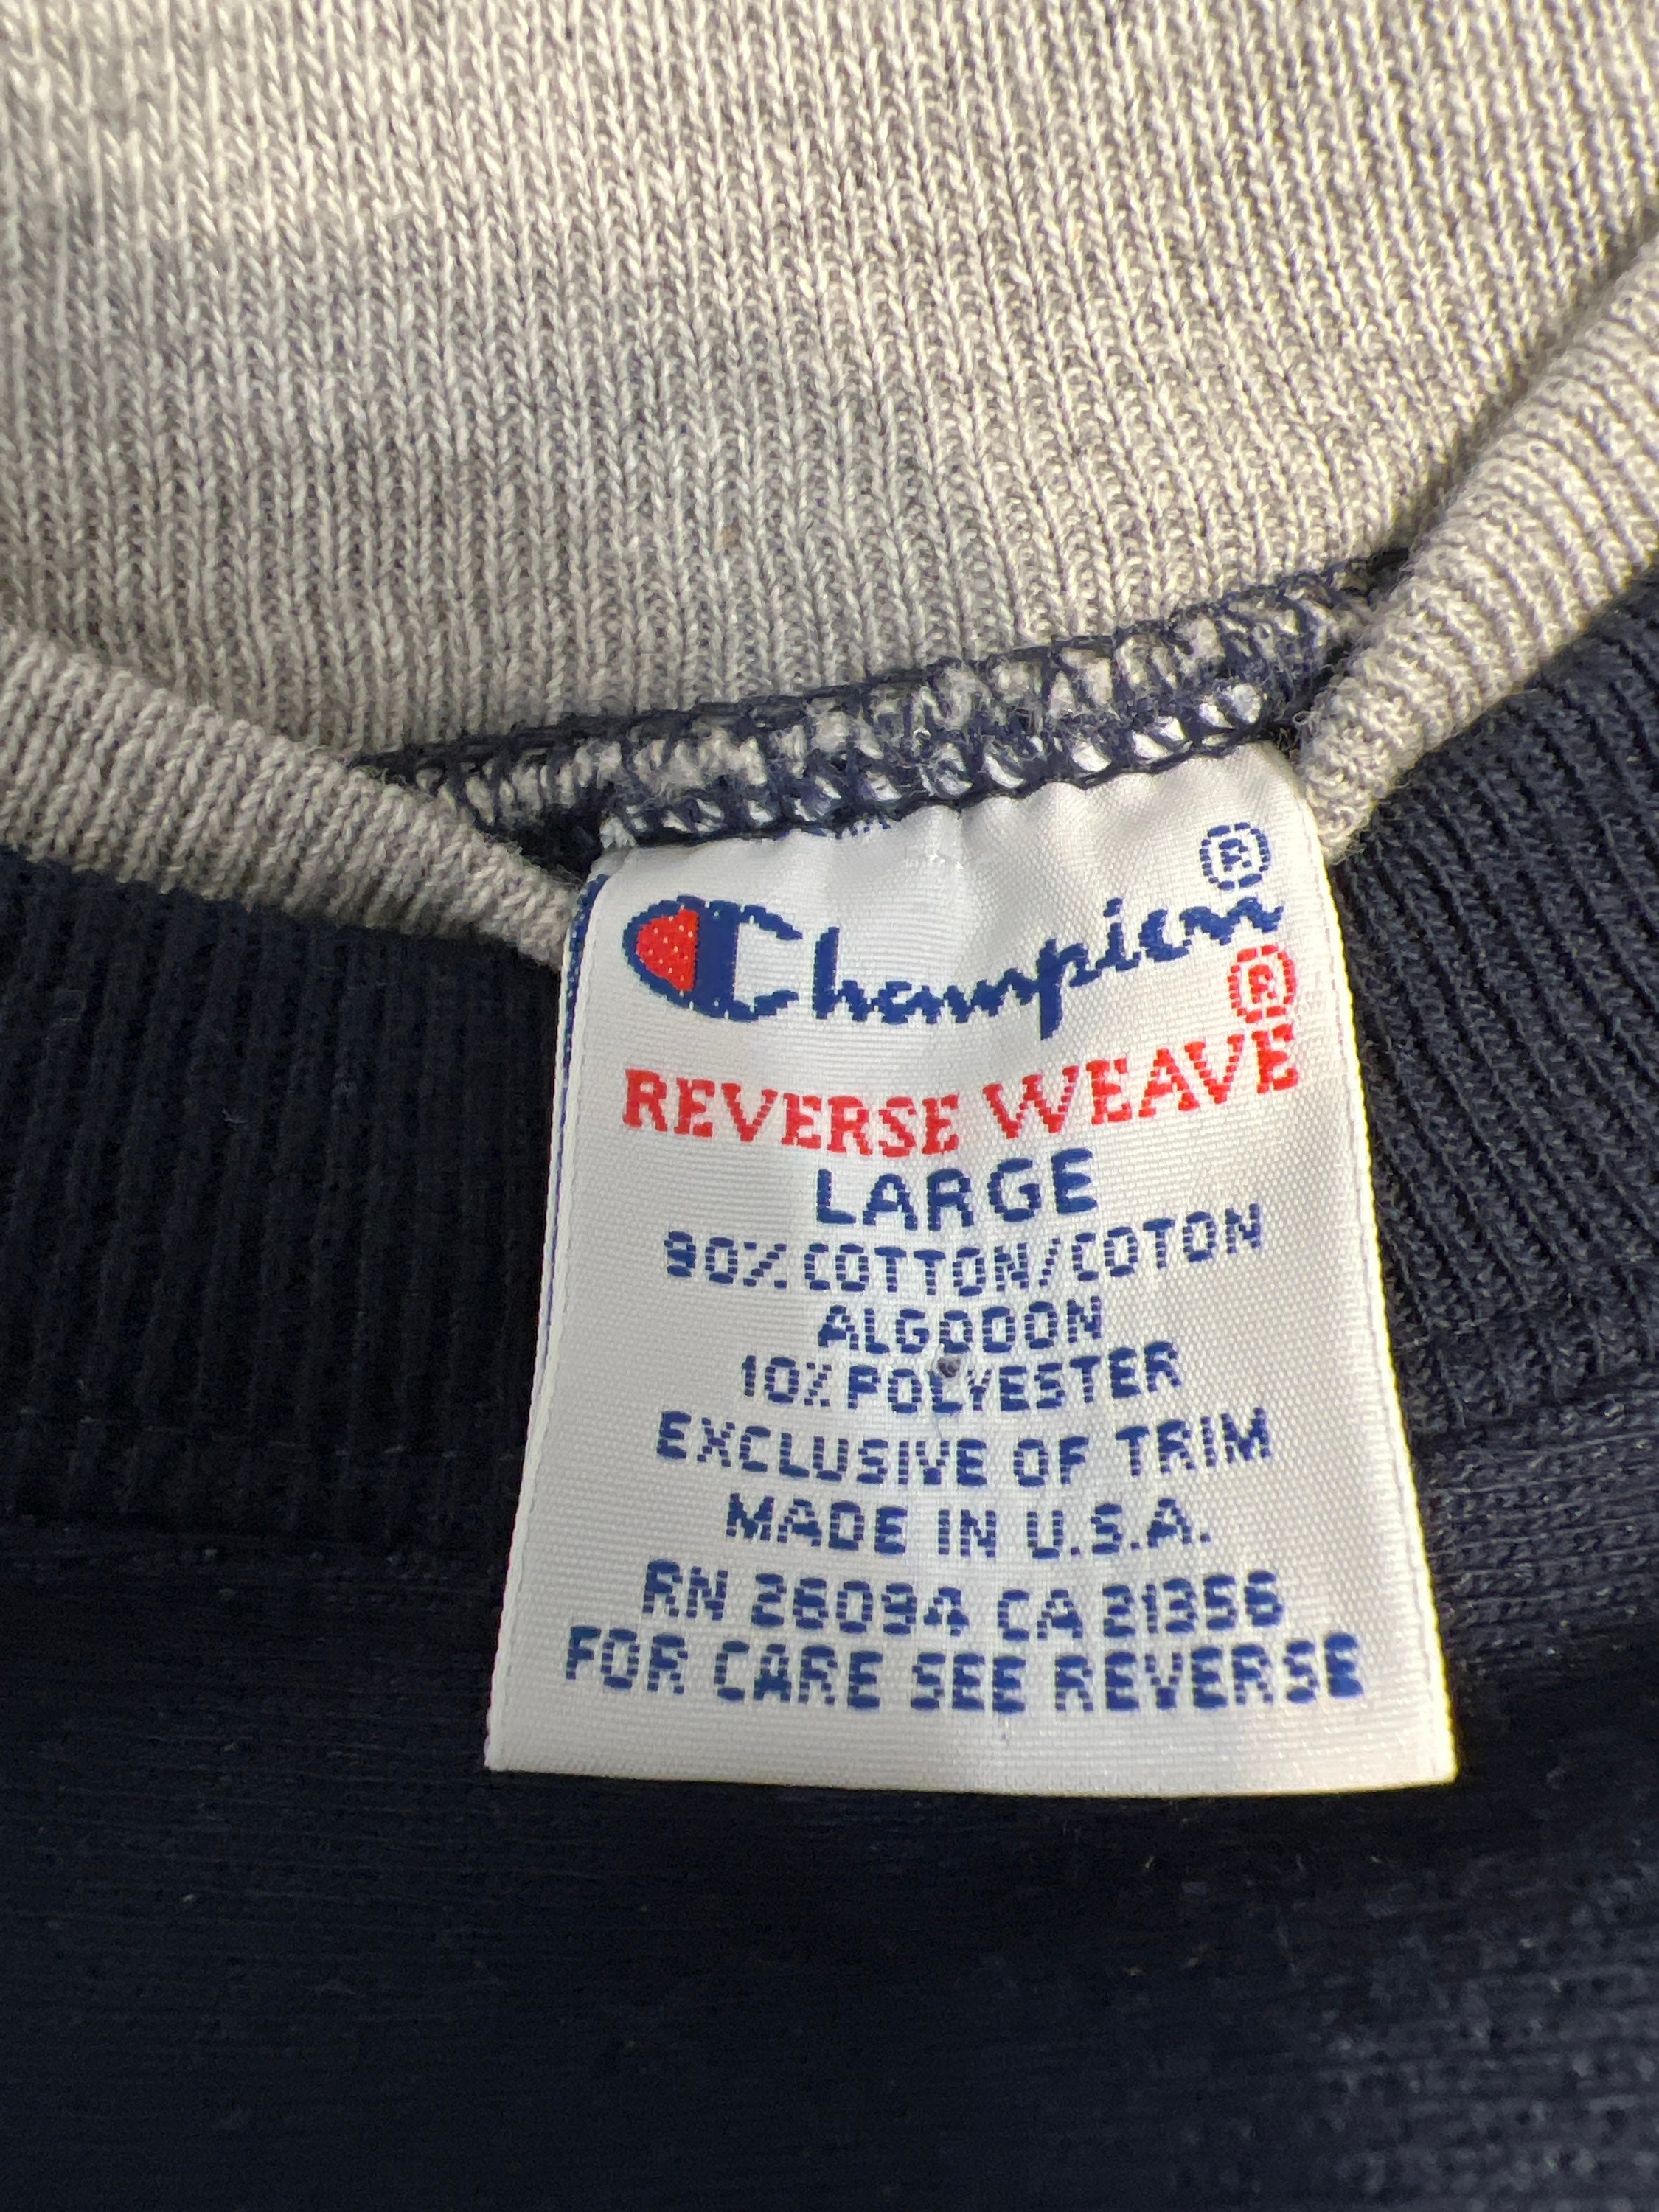 Champion®
®
REVERSE WEAVE
LARGE
90% COTTON/COTON
ALGODON
10% POLYESTER
EXCLUSIVE OF TRIM
MADE IN U.S.A.
RN 26094 CA 21356
FOR CARE SEE REVERSE